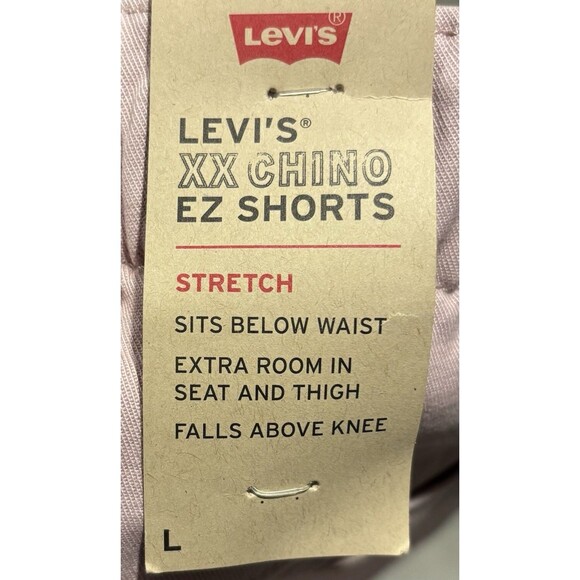 LEVI'S®
LEVI'S®
XX CHINO
EZ SHORTS
STRETCH
SITS BELOW WAIST
EXTRA ROOM IN
SEAT AND THIGH
FALLS ABOVE KNEE
L